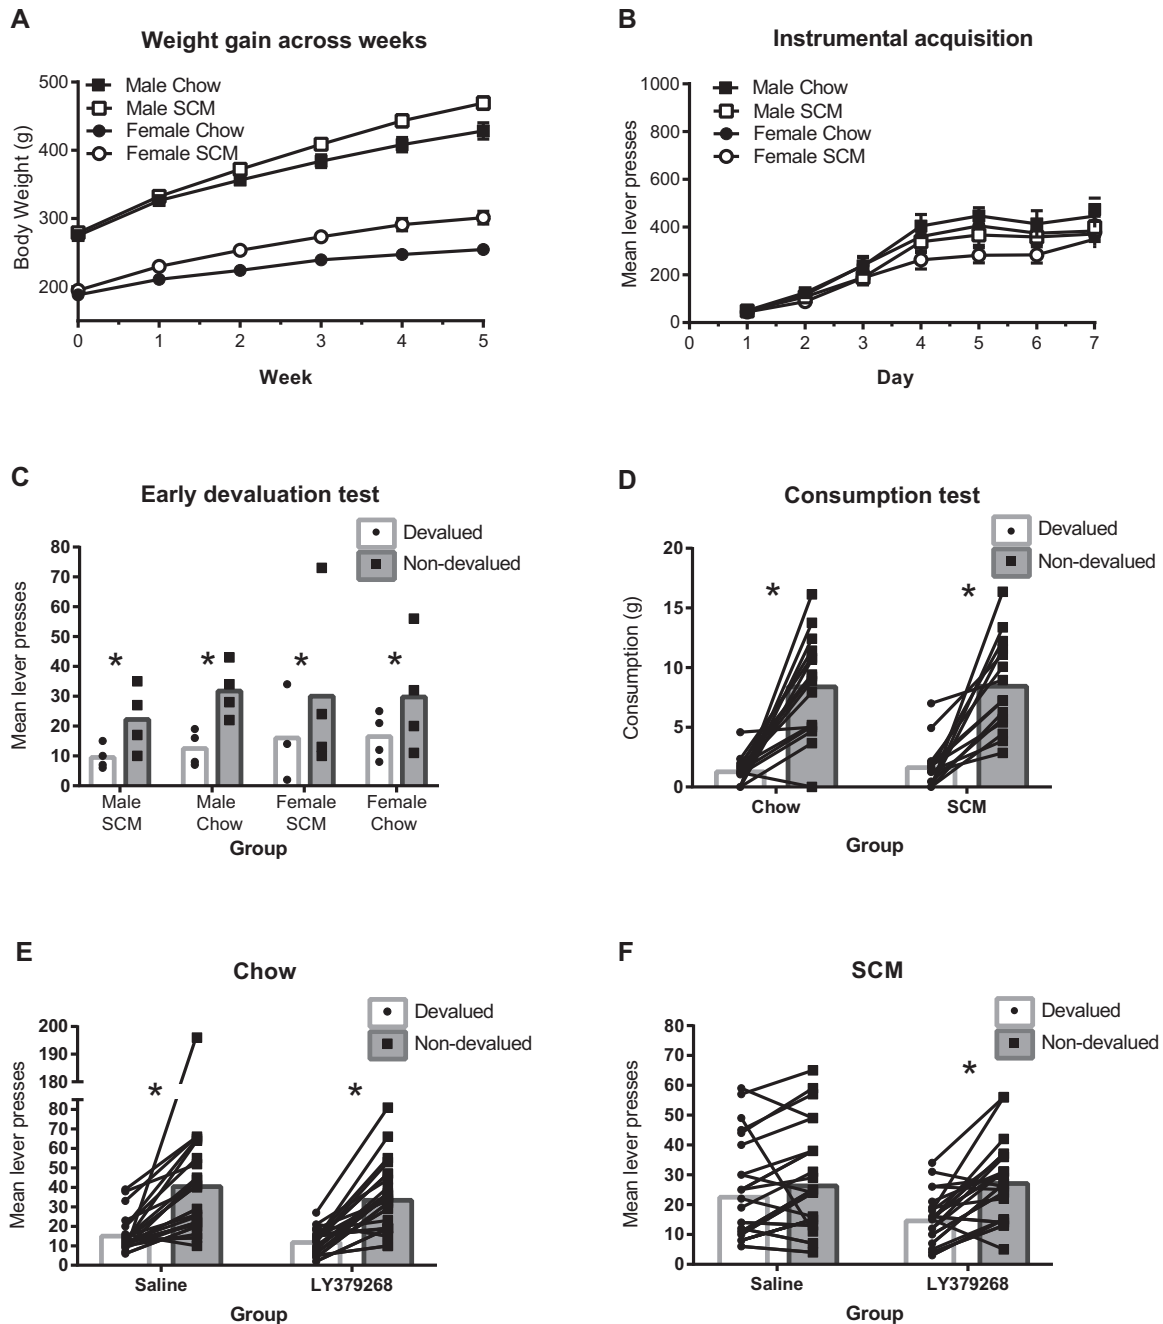 A
Weight gain across weeks
Body Weight (g)
500
400
300
200
Male Chow
Male SCM
Female Chow
Female SCM
0 1 2 3 4 5
Week
B
Instrumental acquisition
Mean lever presses
1000
800
600
400
200
0
Male Chow
Male SCM
Female Chow
Female SCM
0 1 2 3 4 5 6 7
Day
C
Early devaluation test
Devalued
Non-devalued
Mean lever presses
80
70
60
50
40
30
20
10
0
* * * *
Male SCM
Male Chow
Female SCM
Female Chow
Group
D
Consumption test
Devalued
Non-devalued
Consumption (g)
20
15
10
5
0
* *
Chow SCM
Group
E
Chow
Devalued
Non-devalued
Mean lever presses
200
190
180
80
70
60
50
40
30
20
10
0
* *
Saline LY379268
Group
F
SCM
Devalued
Non-devalued
Mean lever presses
80
70
60
50
40
30
20
10
0
*
Saline LY379268
Group